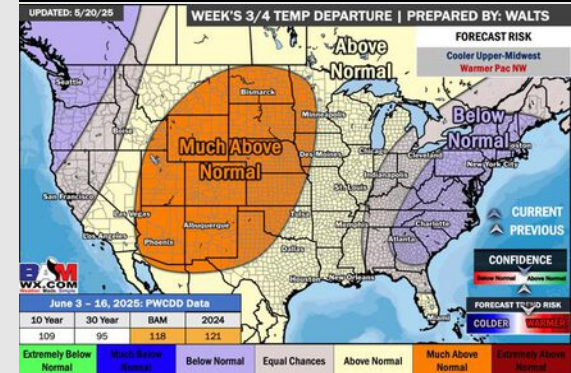 UPDATED: 5/20/25
WEEK'S 3/4 TEMP DEPARTURE | PREPARED BY: WALTS
FORECAST RISK
Cooler Upper-Midwest
Warmer Pac NW
Above
Normal
Seattle
Bismarck
Minneapolis
Boise
Below
Normal
Boston
Much Above
Normal
Des Moines
Cleveland
New York City
Indianapolis
San Francisco
St. Louis
Las Vegas
Tulsa
Memphis
Charlotte
Los Angeles
Albuquerque
Phoenix
Atlanta
Dallas
Houston
New Orleans
Miami
CURRENT
PREVIOUS
CONFIDENCE
Below Normal
Above Normal
FORECAST TREND RISK
COLDER
WARMER
BAM
WX.COM
Weather Made Simple
June 3 – 16, 2025: PWCDD Data
10 Year 30 Year BAM 2024
109 95 118 121
Extremely Below Normal
Much Below Normal
Below Normal
Equal Chances
Above Normal
Much Above Normal
Extremely Above Normal